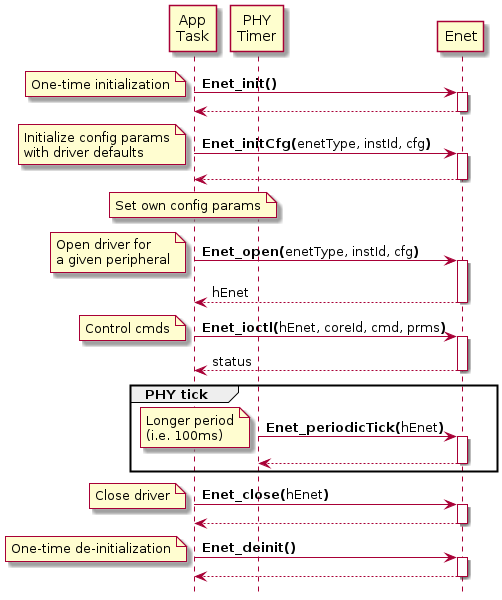 App
Task
PHY
Timer
Enet
One-time initialization
Enet_init()
Initialize config params
with driver defaults
Enet_initCfg(enetType, instId, cfg)
Set own config params
Open driver for
a given peripheral
Enet_open(enetType, instId, cfg)
hEnet
Control cmds
Enet_ioctl(hEnet, coreId, cmd, prms)
status
PHY tick
Longer period
(i.e. 100ms)
Enet_periodicTick(hEnet)
Close driver
Enet_close(hEnet)
One-time de-initialization
Enet_deinit()